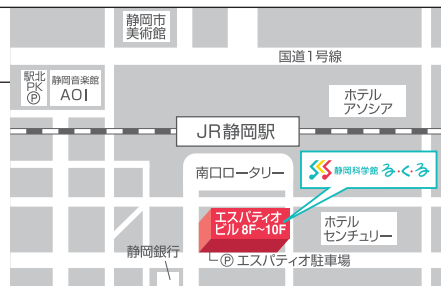 静岡市
美術館
国道1号線
駅北
PK
Ⓟ
静岡音楽館
AOI
ホテル
アソシア
JR静岡駅
南口ロータリー
静岡科学館 る・く・る
エスパティオ
ビル 8F~10F
ホテル
センチュリー
静岡銀行
Ⓟ エスパティオ駐車場